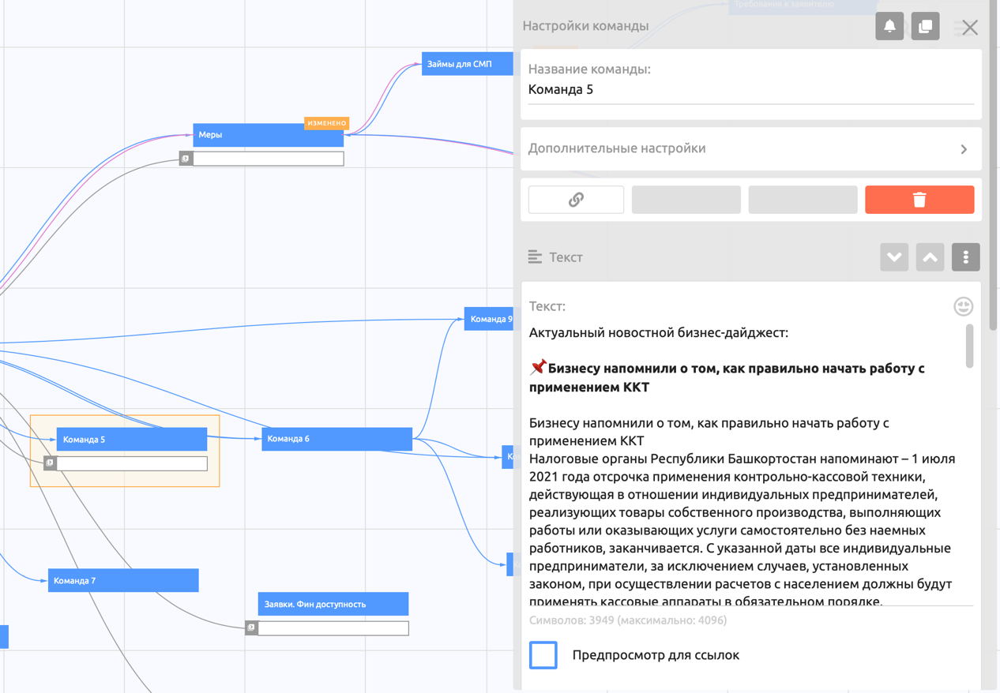 Требования к заявителю
Настройки команды
Займы для СМП
Название команды:
Команда 5
ИЗМЕНЕНО
Меры
Дополнительные настройки
Текст
Текст:
Актуальный новостной бизнес-дайджест:
📌Бизнесу напомнили о том, как правильно начать работу с
применением ККТ
Бизнесу напомнили о том, как правильно начать работу с
применением ККТ
Налоговые органы Республики Башкортостан напоминают – 1 июля
2021 года отсрочка применения контрольно-кассовой техники,
действующая в отношении индивидуальных предпринимателей,
реализующих товары собственного производства, выполняющих
работы или оказывающих услуги самостоятельно без наемных
работников, заканчивается. С указанной даты все индивидуальные
предприниматели, за исключением случаев, установленных
законом, при осуществлении расчетов с населением должны будут
применять кассовые аппараты в обязательном порядке.
Символов: 3949 (максимально: 4096)
Предпросмотр для ссылок
Команда 9
Команда 5
Команда 6
Команда 7
Заявки. Фин доступность